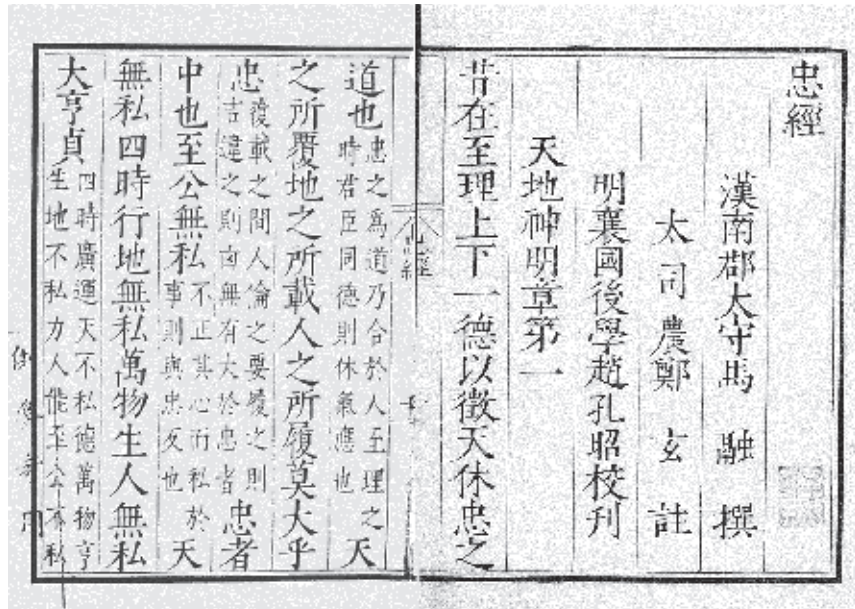 忠經
漢南郡太守馬融撰
太司農鄭玄註
明襄國後學趙孔昭校刊
天地神明章第一
昔在至理上下一德以徵天休忠之
忠經
道也忠之為道乃合於人至理之時君臣同德則休氣應也天
之所覆地之所載人之所履莫大乎
忠覆載之間人倫之要履之則吉違之則凶無有大於忠者忠者
中也至公無私不正其心而私於事則與忠反也天
無私四時行地無私萬物生人無私
大亨貞四時廣運天不私德萬物亨生地不私力人能至公不私